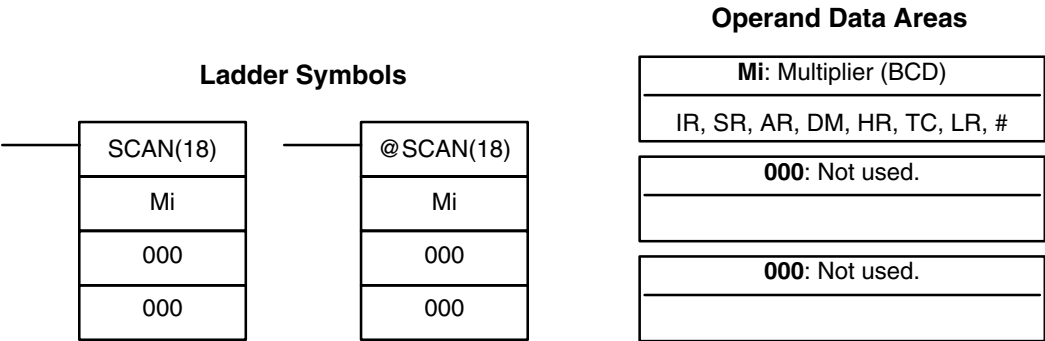 Ladder Symbols
SCAN(18)
Mi
000
000
@SCAN(18)
Mi
000
000
Operand Data Areas
Mi: Multiplier (BCD)
IR, SR, AR, DM, HR, TC, LR, #
000: Not used.
000: Not used.